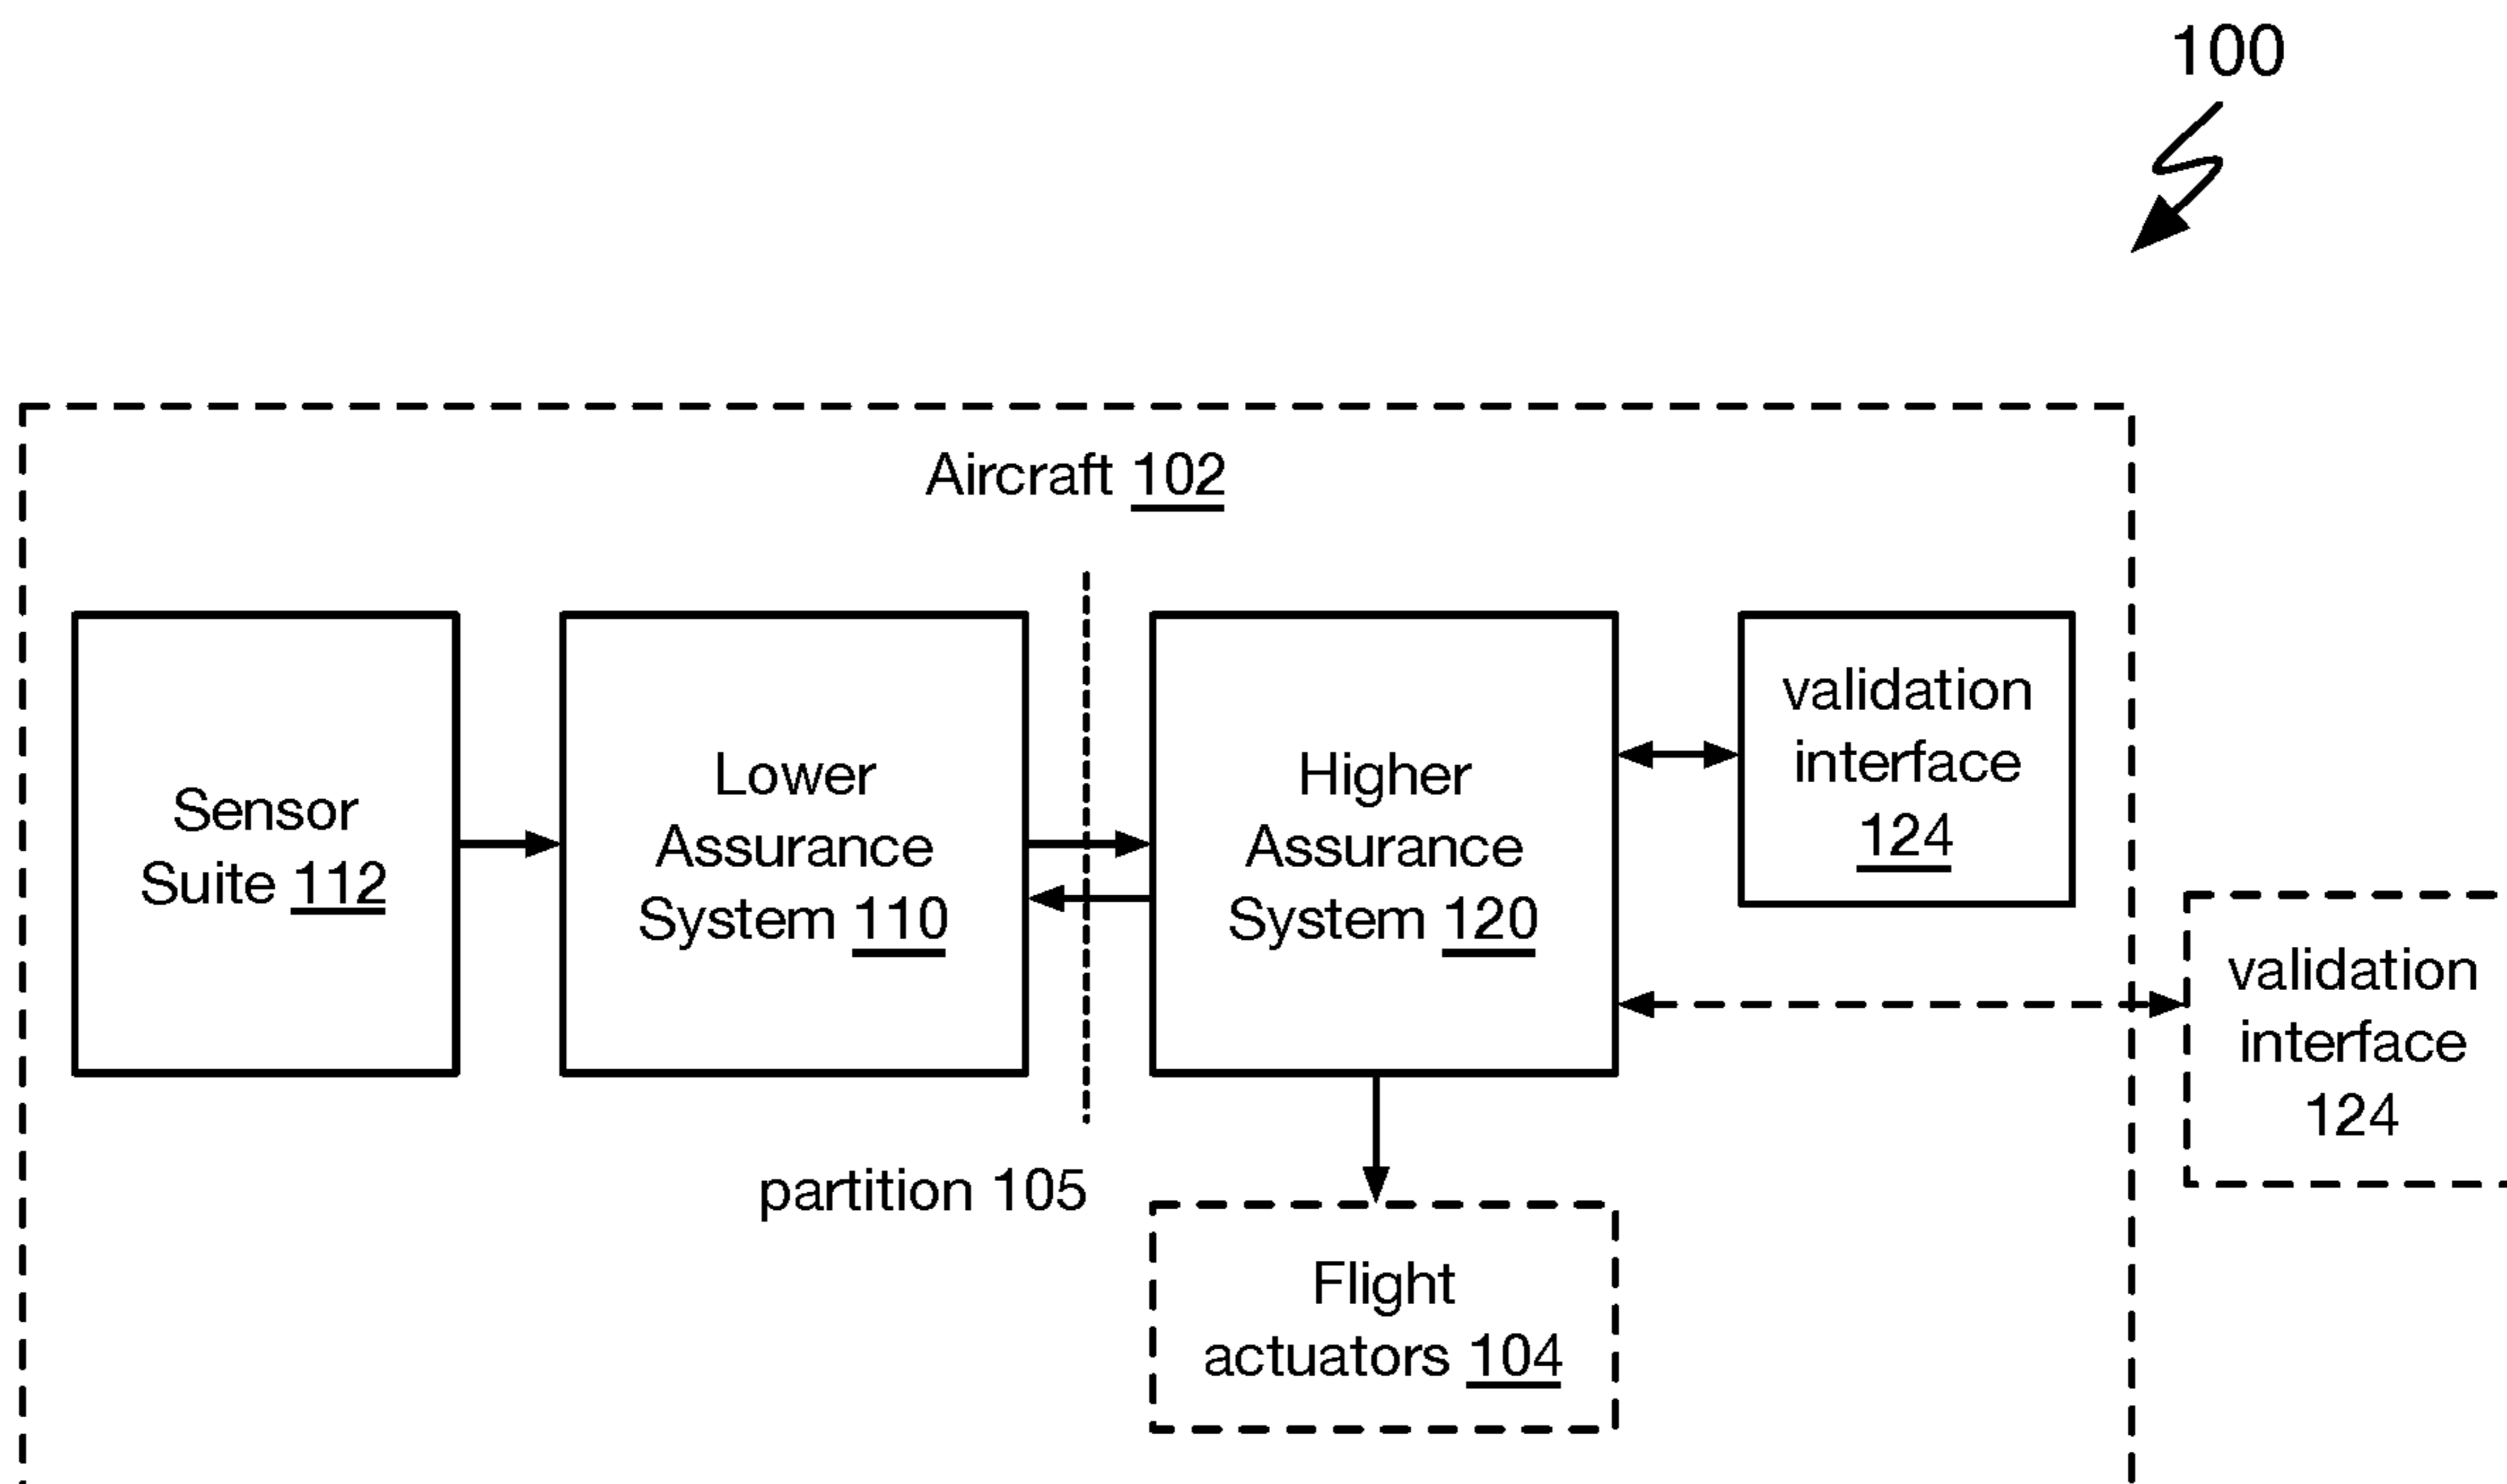 100
Aircraft 102
Sensor
Suite 112
Lower
Assurance
System 110
Higher
Assurance
System 120
validation
interface
124
validation
interface
124
partition 105
Flight
actuators 104